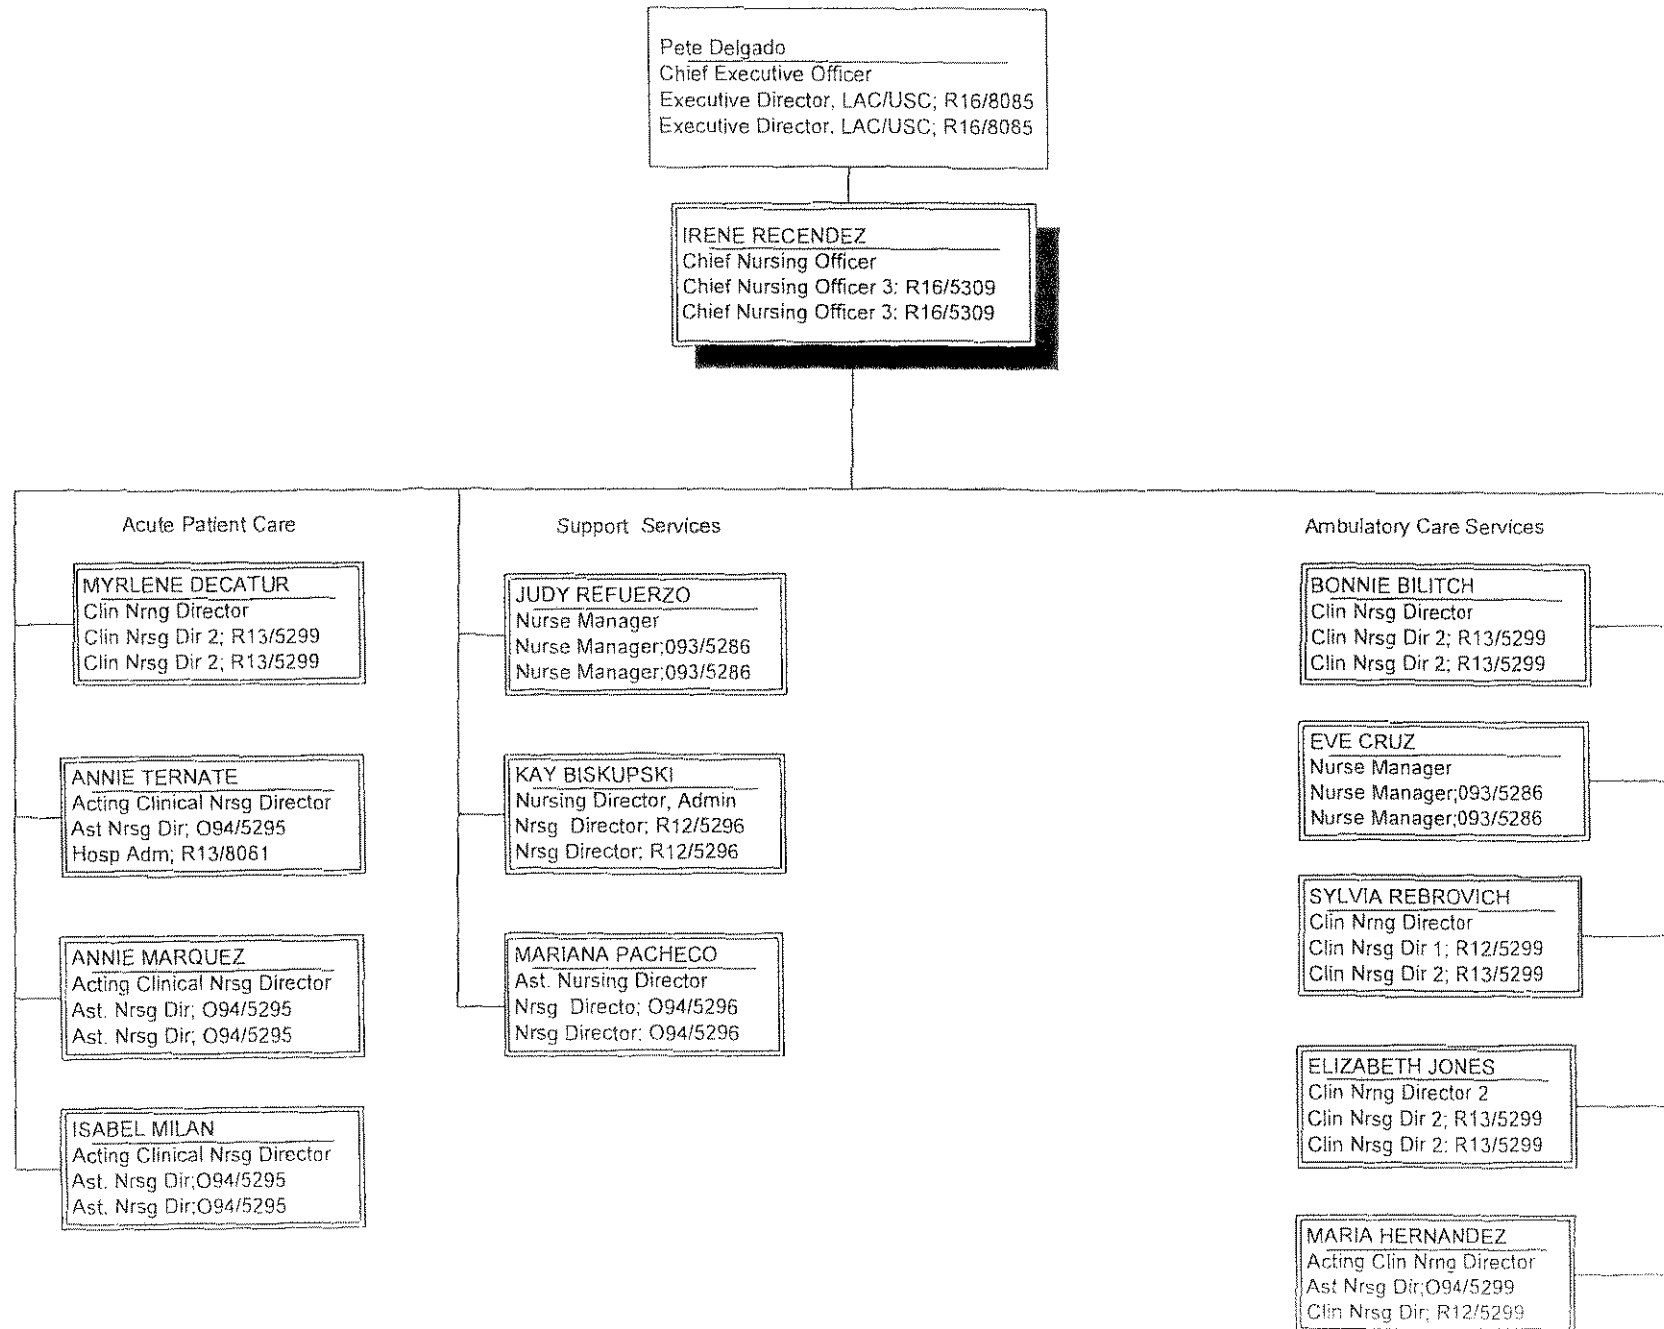 Pete Delgado
Chief Executive Officer
Executive Director, LAC/USC; R16/8085
Executive Director, LAC/USC; R16/8085
IRENE RECENDEZ
Chief Nursing Officer
Chief Nursing Officer 3: R16/5309
Chief Nursing Officer 3: R16/5309
Acute Patient Care
MYRLENE DECATUR
Clin Nrng Director
Clin Nrsg Dir 2; R13/5299
Clin Nrsg Dir 2; R13/5299
ANNIE TERNATE
Acting Clinical Nrsg Director
Ast Nrsg Dir; O94/5295
Hosp Adm; R13/8061
ANNIE MARQUEZ
Acting Clinical Nrsg Director
Ast. Nrsg Dir; O94/5295
Ast. Nrsg Dir; O94/5295
ISABEL MILAN
Acting Clinical Nrsg Director
Ast. Nrsg Dir;O94/5295
Ast. Nrsg Dir;O94/5295
Support Services
JUDY REFUERZO
Nurse Manager
Nurse Manager;093/5286
Nurse Manager;093/5286
KAY BISKUPSKI
Nursing Director, Admin
Nrsg Director; R12/5296
Nrsg Director; R12/5296
MARIANA PACHECO
Ast. Nursing Director
Nrsg Directo; O94/5296
Nrsg Director; O94/5296
Ambulatory Care Services
BONNIE BILITCH
Clin Nrsg Director
Clin Nrsg Dir 2; R13/5299
Clin Nrsg Dir 2; R13/5299
EVE CRUZ
Nurse Manager
Nurse Manager;093/5286
Nurse Manager;093/5286
SYLVIA REBROVICH
Clin Nrng Director
Clin Nrsg Dir 1; R12/5299
Clin Nrsg Dir 2; R13/5299
ELIZABETH JONES
Clin Nrng Director 2
Clin Nrsg Dir 2; R13/5299
Clin Nrsg Dir 2: R13/5299
MARIA HERNANDEZ
Acting Clin Nrng Director
Ast Nrsg Dir;O94/5299
Clin Nrsg Dir; R12/5299